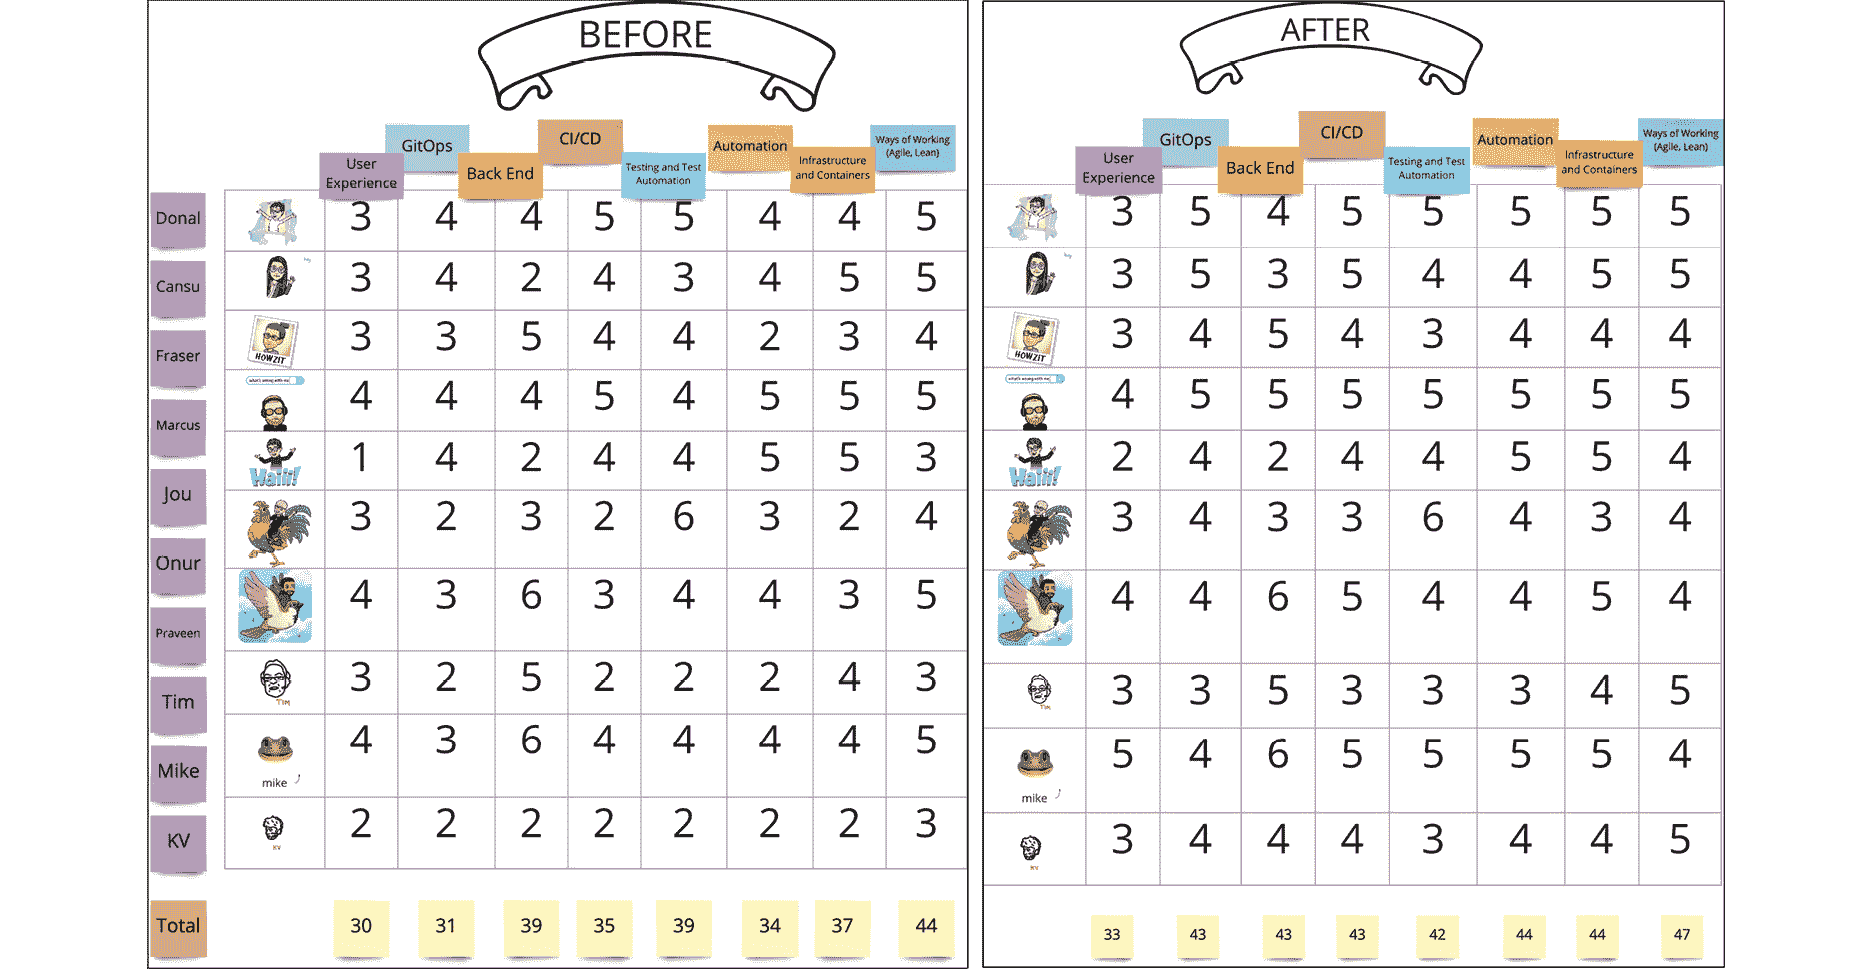 BEFORE
GitOps
CI/CD
Automation
Ways of Working
(Agile, Lean)
User
Experience
Back End
Testing and Test
Automation
Infrastructure
and Containers
Donal
3 4 4 5 5 4 4 5
Cansu
3 4 2 4 3 4 5 5
Fraser
HOWZiT
3 3 5 4 4 2 3 4
Marcus
what's wrong with me
4 4 4 5 4 5 5 5
Jou
Haiii!
1 4 2 4 4 5 5 3
Onur
3 2 3 2 6 3 2 4
Praveen
4 3 6 3 4 4 3 5
Tim
TIM
3 2 5 2 2 2 4 3
Mike
mike
4 3 6 4 4 4 4 5
KV
KV
2 2 2 2 2 2 2 3
Total
30 31 39 35 39 34 37 44
AFTER
GitOps
CI/CD
Automation
Ways of Working
(Agile, Lean)
User
Experience
Back End
Testing and Test
Automation
Infrastructure
and Containers
3 5 4 5 5 5 5 5
3 5 3 5 4 4 5 5
HOWZiT
3 4 5 4 3 4 4 4
what's wrong with me
4 5 5 5 5 5 5 5
Haiii!
2 4 2 4 4 5 5 4
3 4 3 3 6 4 3 4
4 4 6 5 4 4 5 4
TIM
3 3 5 3 3 3 4 5
mike
5 4 6 5 5 5 5 4
KV
3 4 4 4 3 4 4 5
33 43 43 43 42 44 44 47